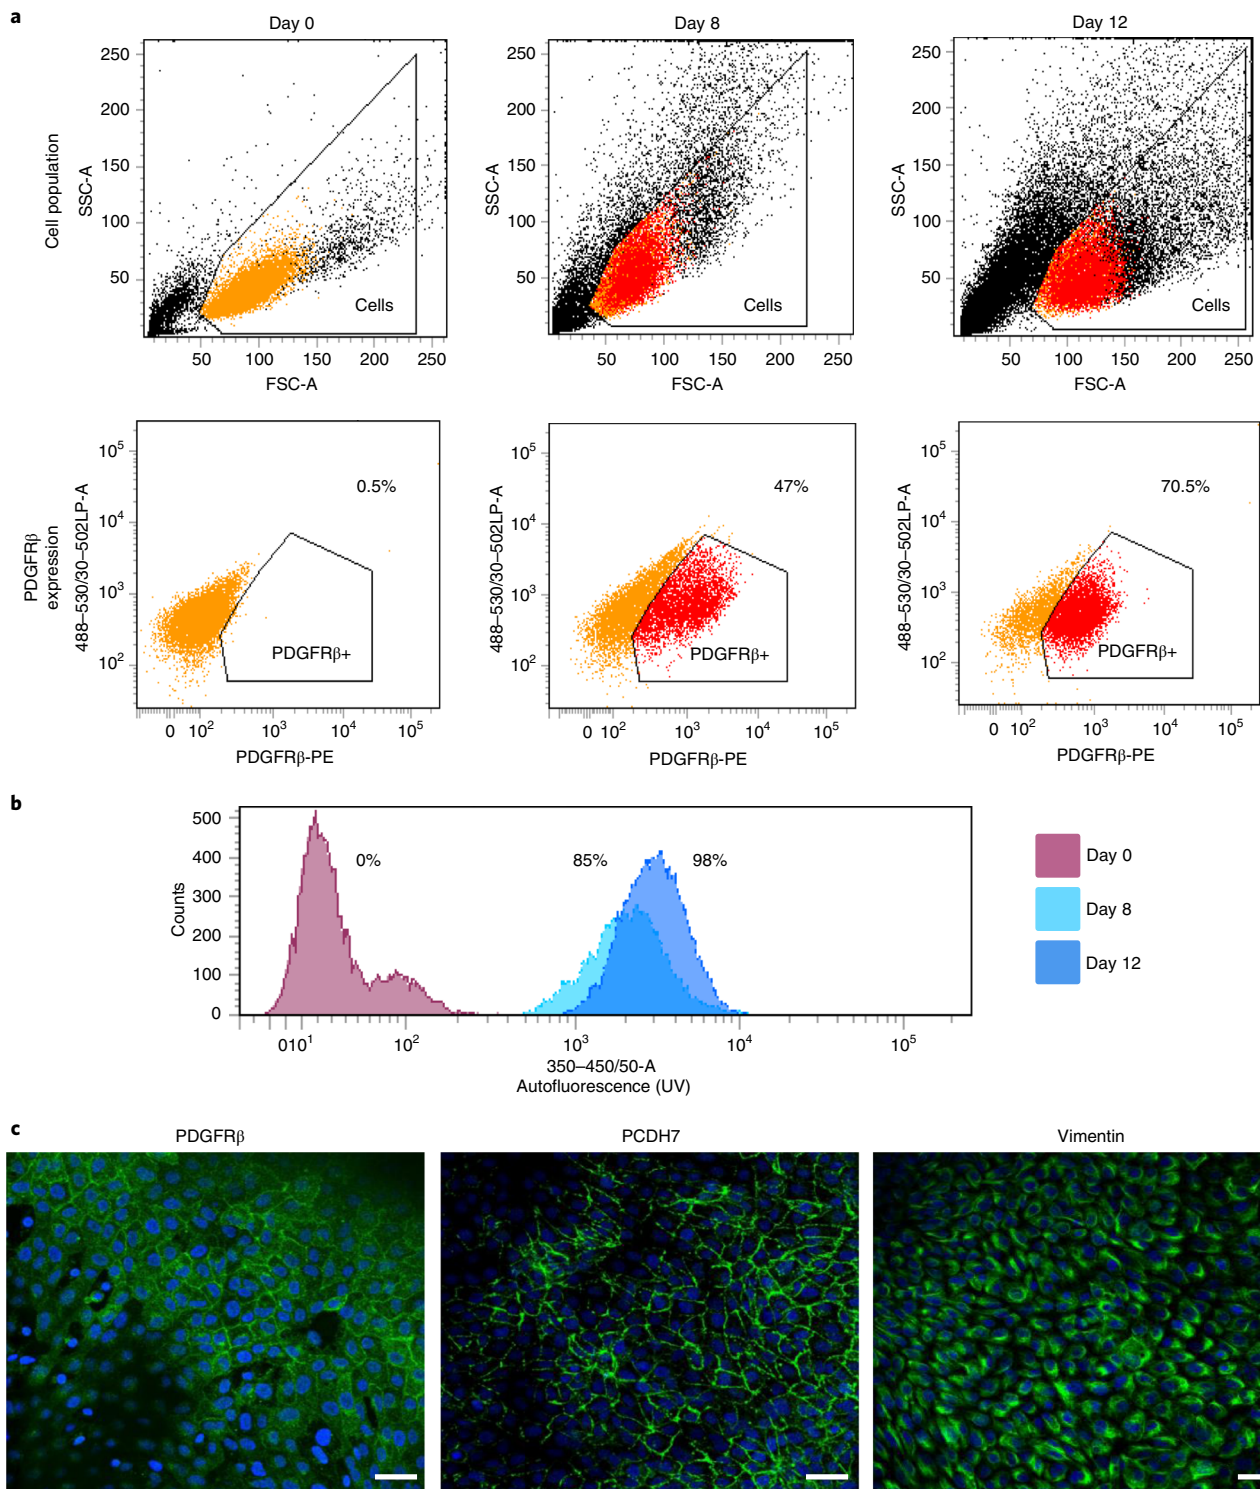 a
Day 0
Day 8
Day 12
Cell population
SSC-A
250
200
150
100
50
Cells
50 100 150 200 250
FSC-A
SSC-A
250
200
150
100
50
Cells
50 100 150 200 250
FSC-A
SSC-A
250
200
150
100
50
Cells
50 100 150 200 250
FSC-A
PDGFRβ
expression
488–530/30–502LP-A
10⁵
10⁴
10³
10²
0.5%
PDGFRβ+
0 10² 10³ 10⁴ 10⁵
PDGFRβ-PE
488–530/30–502LP-A
10⁵
10⁴
10³
10²
47%
PDGFRβ+
0 10² 10³ 10⁴ 10⁵
PDGFRβ-PE
488–530/30–502LP-A
10⁵
10⁴
10³
10²
70.5%
PDGFRβ+
0 10² 10³ 10⁴ 10⁵
PDGFRβ-PE
b
Counts
500
400
300
200
100
0
0% 85% 98%
010¹ 10² 10³ 10⁴ 10⁵
350–450/50-A
Autofluorescence (UV)
Day 0
Day 8
Day 12
c
PDGFRβ
PCDH7
Vimentin